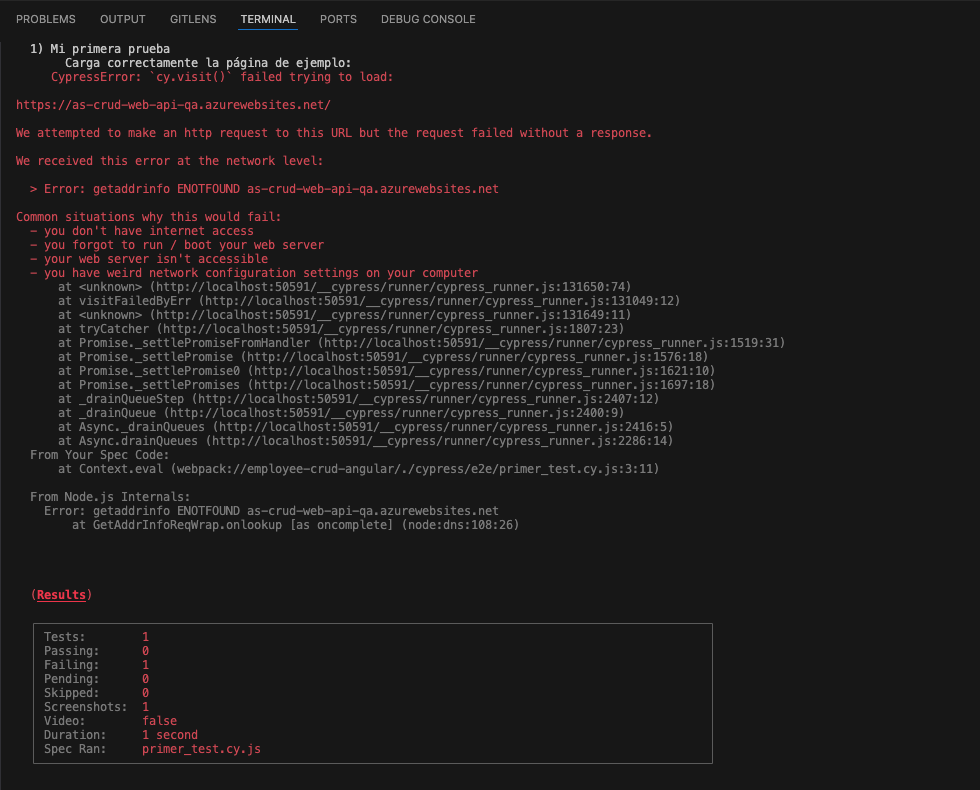 PROBLEMS OUTPUT GITLENS TERMINAL PORTS DEBUG CONSOLE
1) Mi primera prueba
Carga correctamente la página de ejemplo:
CypressError: `cy.visit()` failed trying to load:
https://as-crud-web-api-qa.azurewebsites.net/
We attempted to make an http request to this URL but the request failed without a response.
We received this error at the network level:
> Error: getaddrinfo ENOTFOUND as-crud-web-api-qa.azurewebsites.net
Common situations why this would fail:
- you don't have internet access
- you forgot to run / boot your web server
- your web server isn't accessible
- you have weird network configuration settings on your computer
at <unknown> (http://localhost:50591/__cypress/runner/cypress_runner.js:131650:74)
at visitFailedByErr (http://localhost:50591/__cypress/runner/cypress_runner.js:131049:12)
at <unknown> (http://localhost:50591/__cypress/runner/cypress_runner.js:131649:11)
at tryCatcher (http://localhost:50591/__cypress/runner/cypress_runner.js:1807:23)
at Promise._settlePromiseFromHandler (http://localhost:50591/__cypress/runner/cypress_runner.js:1519:31)
at Promise._settlePromise (http://localhost:50591/__cypress/runner/cypress_runner.js:1576:18)
at Promise._settlePromise0 (http://localhost:50591/__cypress/runner/cypress_runner.js:1621:10)
at Promise._settlePromises (http://localhost:50591/__cypress/runner/cypress_runner.js:1697:18)
at _drainQueueStep (http://localhost:50591/__cypress/runner/cypress_runner.js:2407:12)
at _drainQueue (http://localhost:50591/__cypress/runner/cypress_runner.js:2400:9)
at Async._drainQueues (http://localhost:50591/__cypress/runner/cypress_runner.js:2416:5)
at Async.drainQueues (http://localhost:50591/__cypress/runner/cypress_runner.js:2286:14)
From Your Spec Code:
at Context.eval (webpack://employee-crud-angular/./cypress/e2e/primer_test.cy.js:3:11)
From Node.js Internals:
Error: getaddrinfo ENOTFOUND as-crud-web-api-qa.azurewebsites.net
at GetAddrInfoReqWrap.onlookup [as oncomplete] (node:dns:108:26)
(Results)
Tests: 1
Passing: 0
Failing: 1
Pending: 0
Skipped: 0
Screenshots: 1
Video: false
Duration: 1 second
Spec Ran: primer_test.cy.js